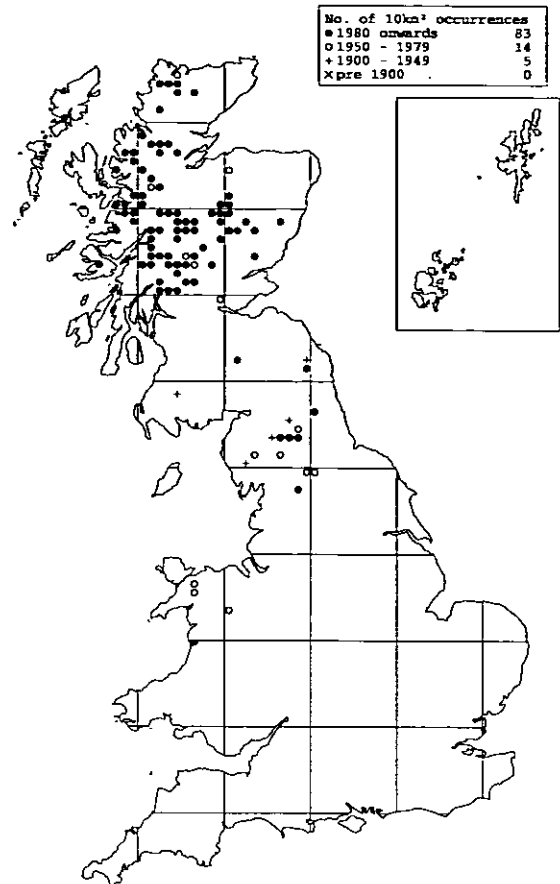 No. of 10km² occurrences
● 1980 onwards 83
○ 1950 - 1979 14
+ 1900 - 1949 5
× pre 1900 . 0